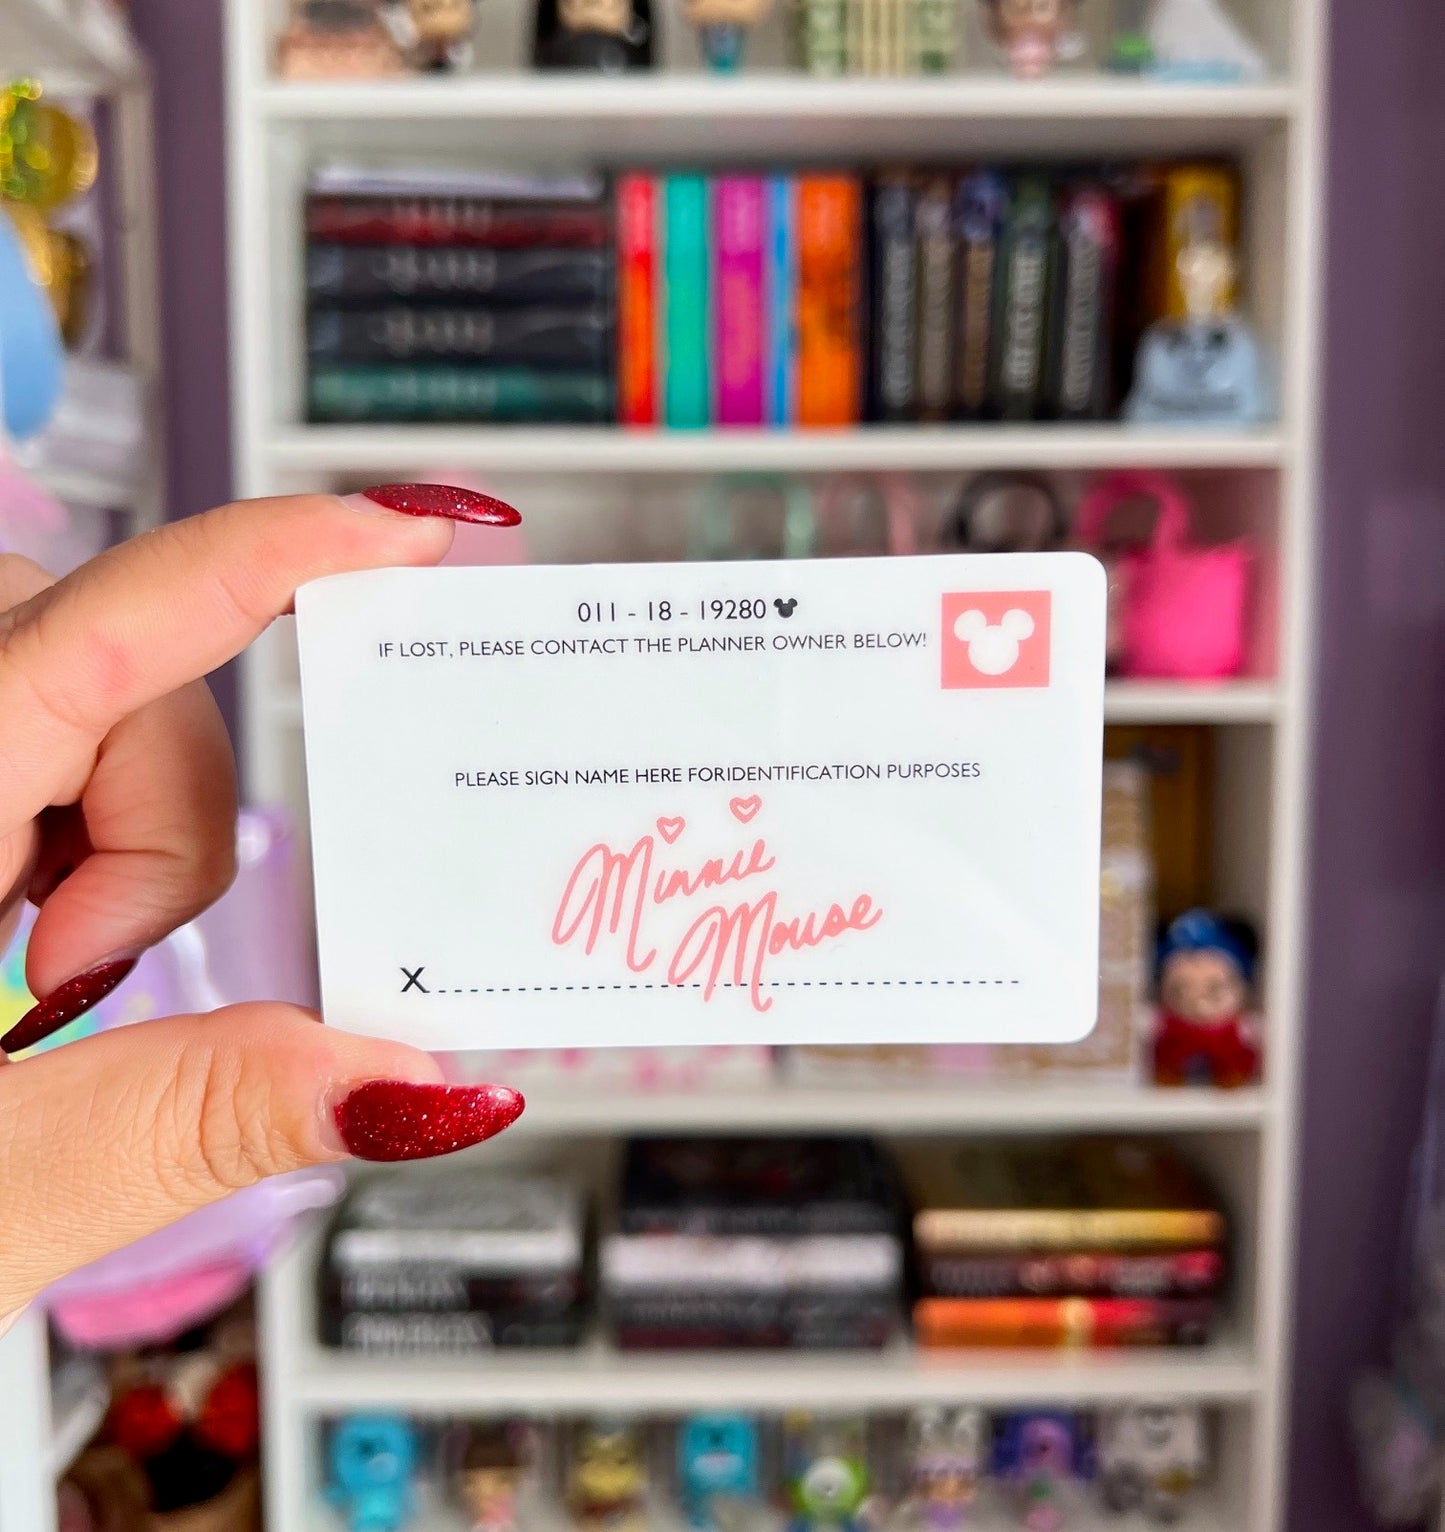 011 - 18 - 19280
IF LOST, PLEASE CONTACT THE PLANNER OWNER BELOW!
PLEASE SIGN NAME HERE FORIDENTIFICATION PURPOSES
Minnie
Mouse
X